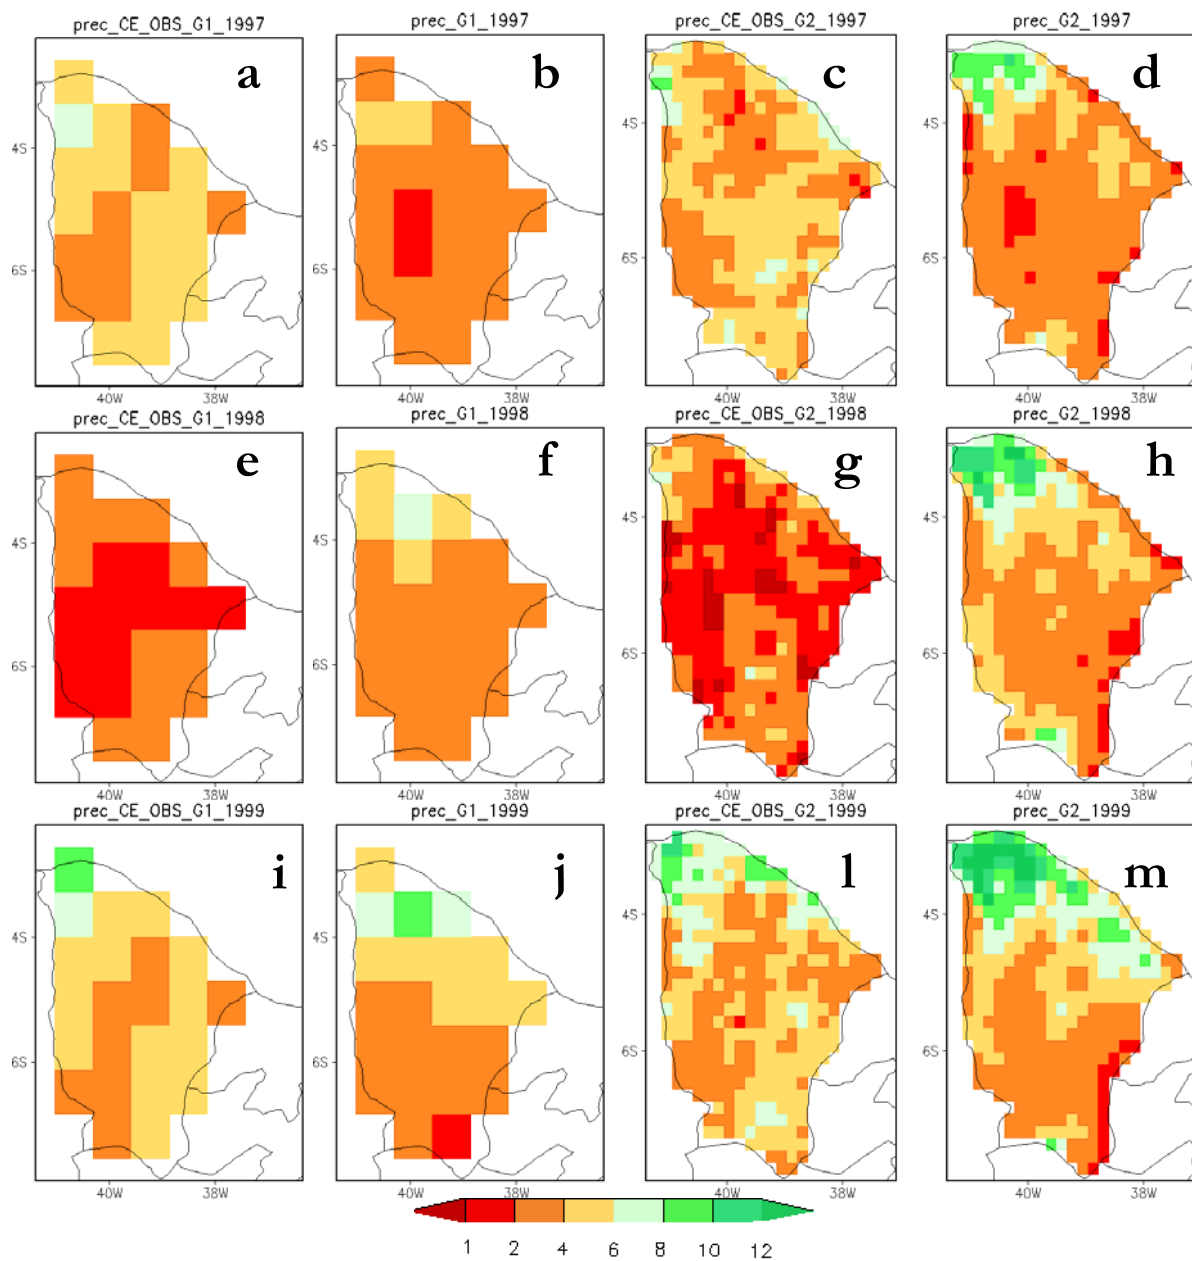 prec_CE_OBS_G1_1997 prec_G1_1997 prec_CE_OBS_G2_1997 prec_G2_1997
a b c d
4S 4S 4S 4S
6S 6S 6S 6S
40W 38W 40W 38W 40W 38W 40W 38W
prec_CE_OBS_G1_1998 prec_G1_1998 prec_CE_OBS_G2_1998 prec_G2_1998
e f g h
4S 4S 4S 4S
6S 6S 6S 6S
40W 38W 40W 38W 40W 38W 40W 38W
prec_CE_OBS_G1_1999 prec_G1_1999 prec_CE_OBS_G2_1999 prec_G2_1999
i j l m
4S 4S 4S 4S
6S 6S 6S 6S
40W 38W 40W 38W 40W 38W 40W 38W
1 2 4 6 8 10 12